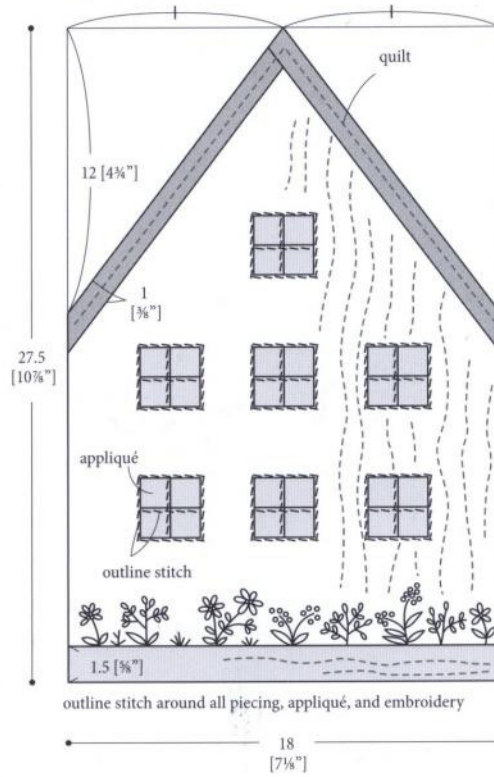 quilt
12 [4¾”]
1
[⅜”]
27.5
[10⅞”]
appliqué
outline stitch
1.5 [⅝”]
outline stitch around all piecing, appliqué, and embroidery
18
[7⅛”]